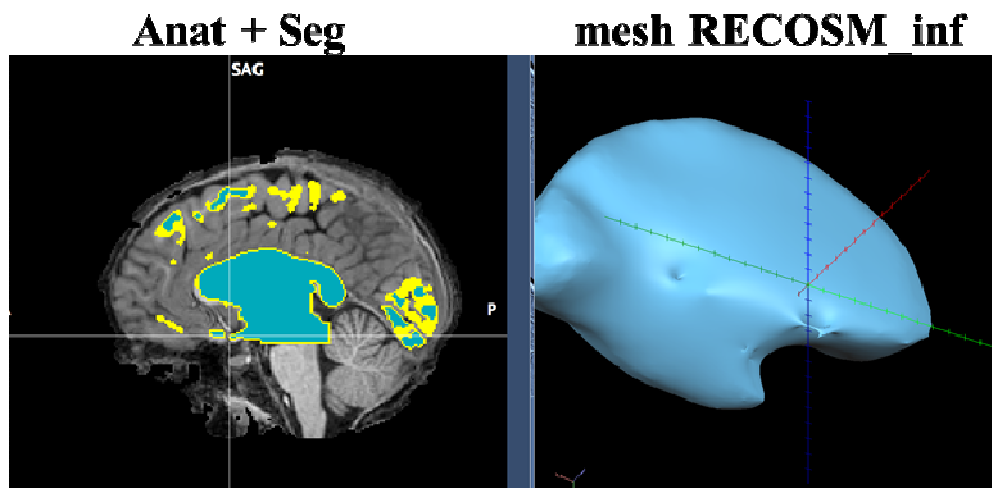 Anat + Seg
mesh RECOSM_inf
SAG
P